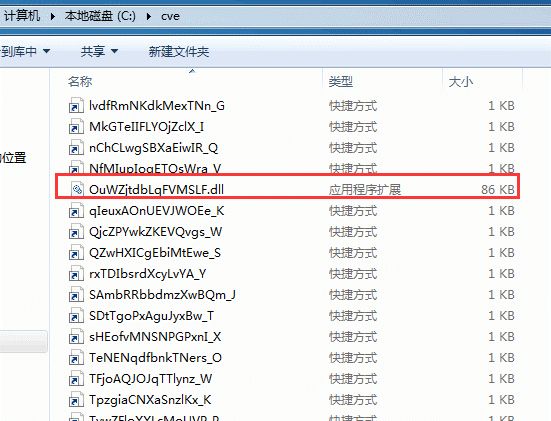 计算机 本地磁盘 (C:) cve
到库中 共享 新建文件夹
名称 类型 大小
lvdfRmNKdkMexTNn_G 快捷方式 1 KB
MkGTeIIFLYOjZclX_I 快捷方式 1 KB
nChCLwgSBXaEiwIR_Q 快捷方式 1 KB
NfMIupIogETOsWra_V 快捷方式 1 KB
的位置
OuWZjtdbLqFVMSLF.dll 应用程序扩展 86 KB
qIeuxAOnUEVJWOEe_K 快捷方式 1 KB
QjcZPYwkZKEVQvgs_W 快捷方式 1 KB
QZwHXICgEbiMtEwe_S 快捷方式 1 KB
rxTDIbsrdXcyLvYA_Y 快捷方式 1 KB
SAmbRRbbdmzXwBQm_J 快捷方式 1 KB
SDtTgoPxAguJyxBw_T 快捷方式 1 KB
sHEofvMNSNPGPxnI_X 快捷方式 1 KB
TeNENqdfbnkTNers_O 快捷方式 1 KB
TFjoAQJOJqTTlynz_W 快捷方式 1 KB
TpzgiaCNXaSnzlKx_K 快捷方式 1 KB
快捷方式 1 KB